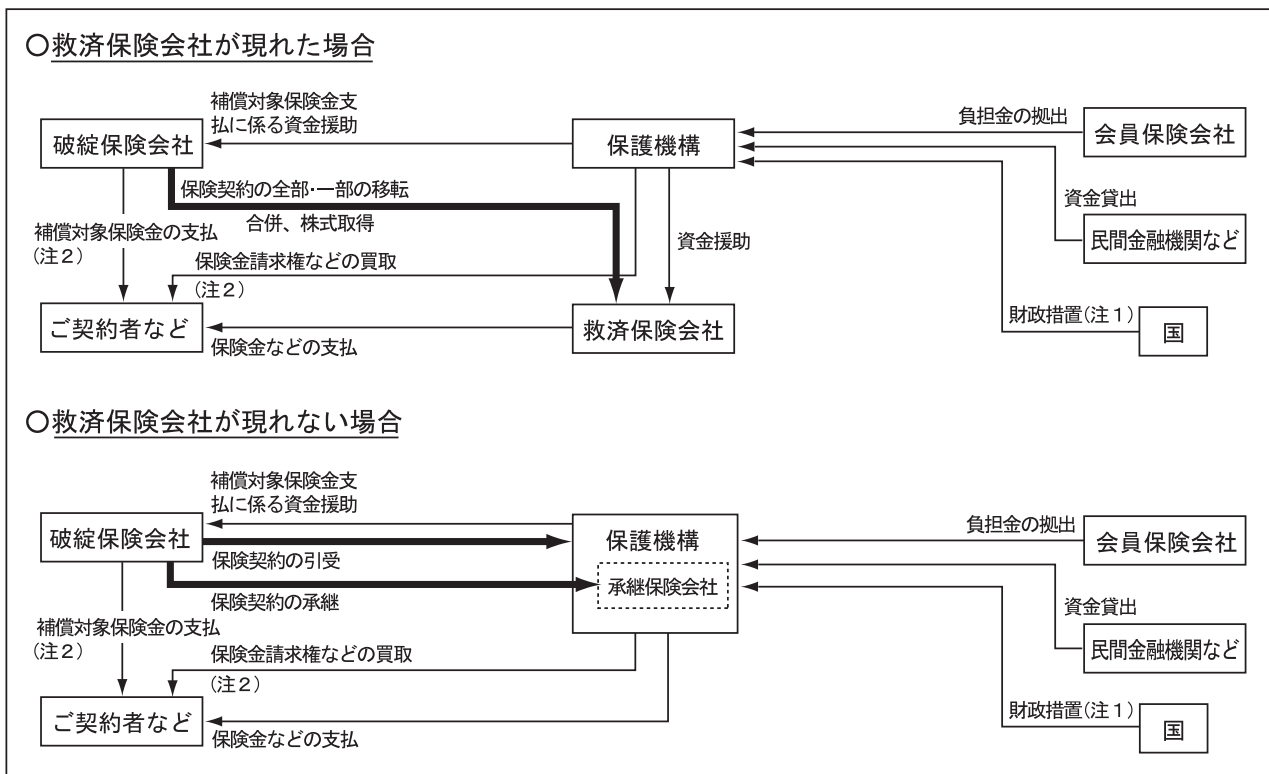 ○救済保険会社が現れた場合
補償対象保険金支
払に係る資金援助
破綻保険会社
保護機構
負担金の拠出
会員保険会社
保険契約の全部・一部の移転
合併、株式取得
資金貸出
民間金融機関など
補償対象保険金の支払
(注2)
資金援助
保険金請求権などの買取
(注2)
財政措置(注1)
国
ご契約者など
救済保険会社
保険金などの支払
○救済保険会社が現れない場合
補償対象保険金支
払に係る資金援助
破綻保険会社
保護機構
負担金の拠出
会員保険会社
保険契約の引受
承継保険会社
保険契約の承継
資金貸出
民間金融機関など
補償対象保険金の支払
(注2)
保険金請求権などの買取
(注2)
財政措置(注1)
国
ご契約者など
保険金などの支払